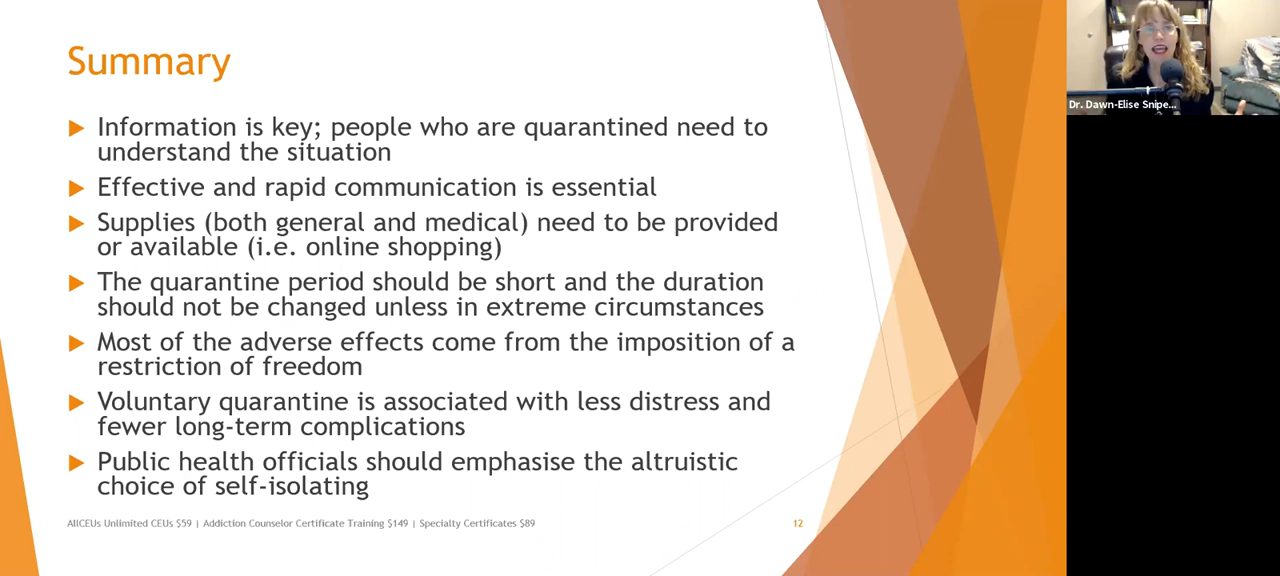 Summary
Information is key; people who are quarantined need to
understand the situation
Effective and rapid communication is essential
Supplies (both general and medical) need to be provided
or available (i.e. online shopping)
The quarantine period should be short and the duration
should not be changed unless in extreme circumstances
Most of the adverse effects come from the imposition of a
restriction of freedom
Voluntary quarantine is associated with less distress and
fewer long-term complications
Public health officials should emphasise the altruistic
choice of self-isolating
AllCEUs Unlimited CEUs $59 | Addiction Counselor Certificate Training $149 | Specialty Certificates $89
12
Dr. Dawn-Elise Snipe...